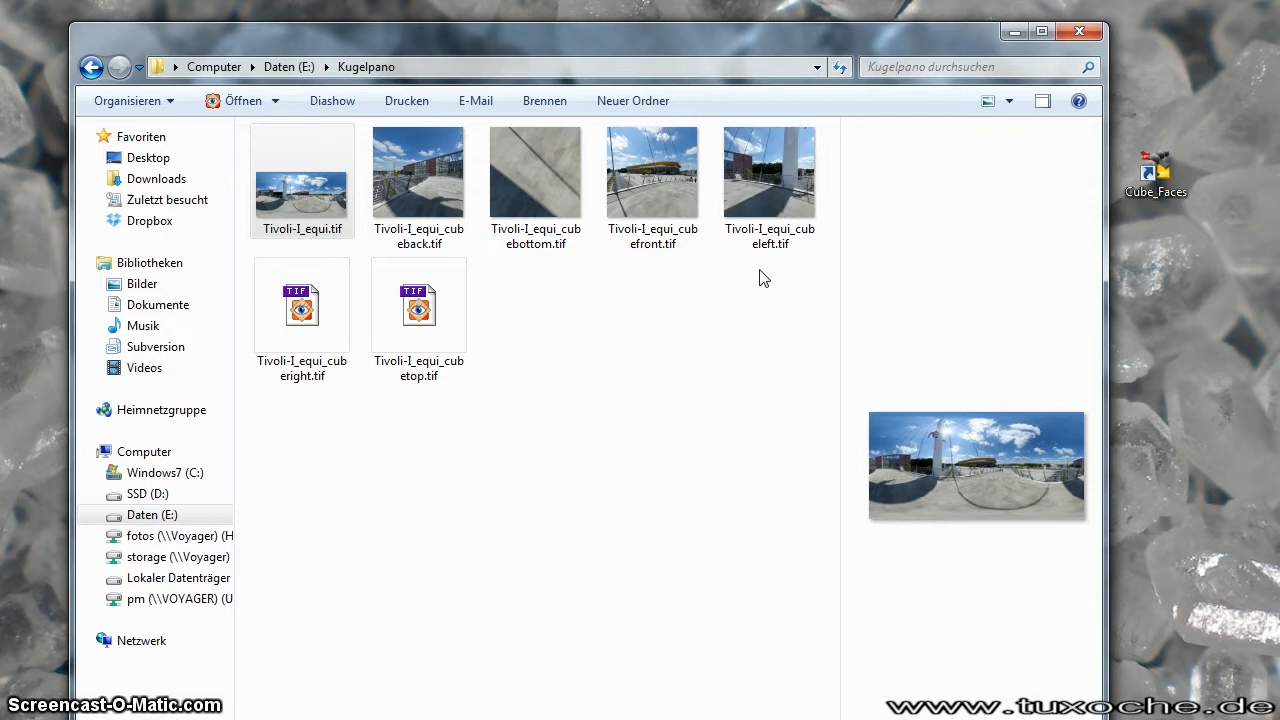 Computer
Daten (E:)
Kugelpano
Kugelpano durchsuchen
Organisieren
Öffnen
Diashow
Drucken
E-Mail
Brennen
Neuer Ordner
Favoriten
Desktop
Downloads
Zuletzt besucht
Dropbox
Bibliotheken
Bilder
Dokumente
Musik
Subversion
Videos
Heimnetzgruppe
Computer
Windows7 (C:)
SSD (D:)
Daten (E:)
fotos (\\Voyager) (H
storage (\\Voyager)
Lokaler Datenträger
pm (\\VOYAGER) (U
Netzwerk
Tivoli-I_equi.tif
Tivoli-I_equi_cub
eback.tif
Tivoli-I_equi_cub
ebottom.tif
Tivoli-I_equi_cub
efront.tif
Tivoli-I_equi_cub
eleft.tif
TIF
Tivoli-I_equi_cub
eright.tif
TIF
Tivoli-I_equi_cub
etop.tif
Cube_Faces
Screencast-O-Matic.com
www.tuxoche.de